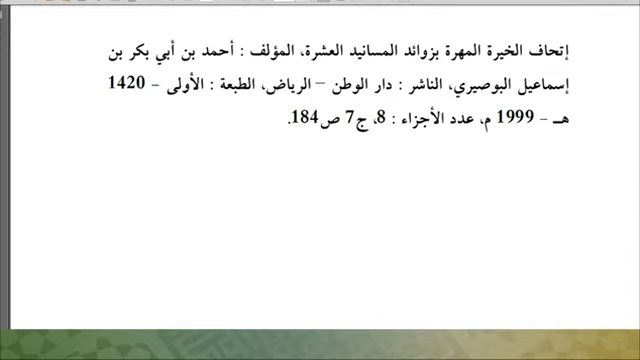 إتحاف الخيرة المهرة بزوائد المسانيد العشرة، المؤلف : أحمد بن أبي بكر بن
إسماعيل البوصيري، الناشر : دار الوطن – الرياض، الطبعة : الأولى – 1420
هـ – 1999 م، عدد الأجزاء : 8، ج7 ص184.